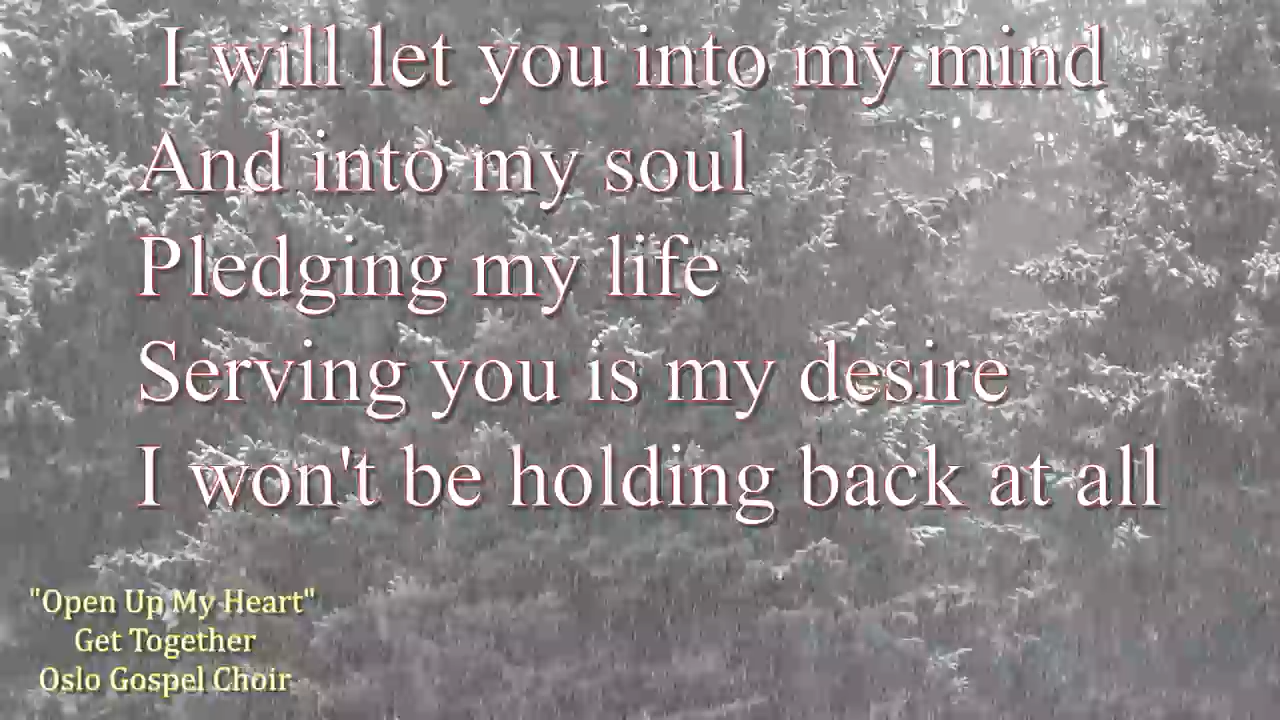 I will let you into my mind
And into my soul
Pledging my life
Serving you is my desire
I won't be holding back at all
"Open Up My Heart"
Get Together
Oslo Gospel Choir